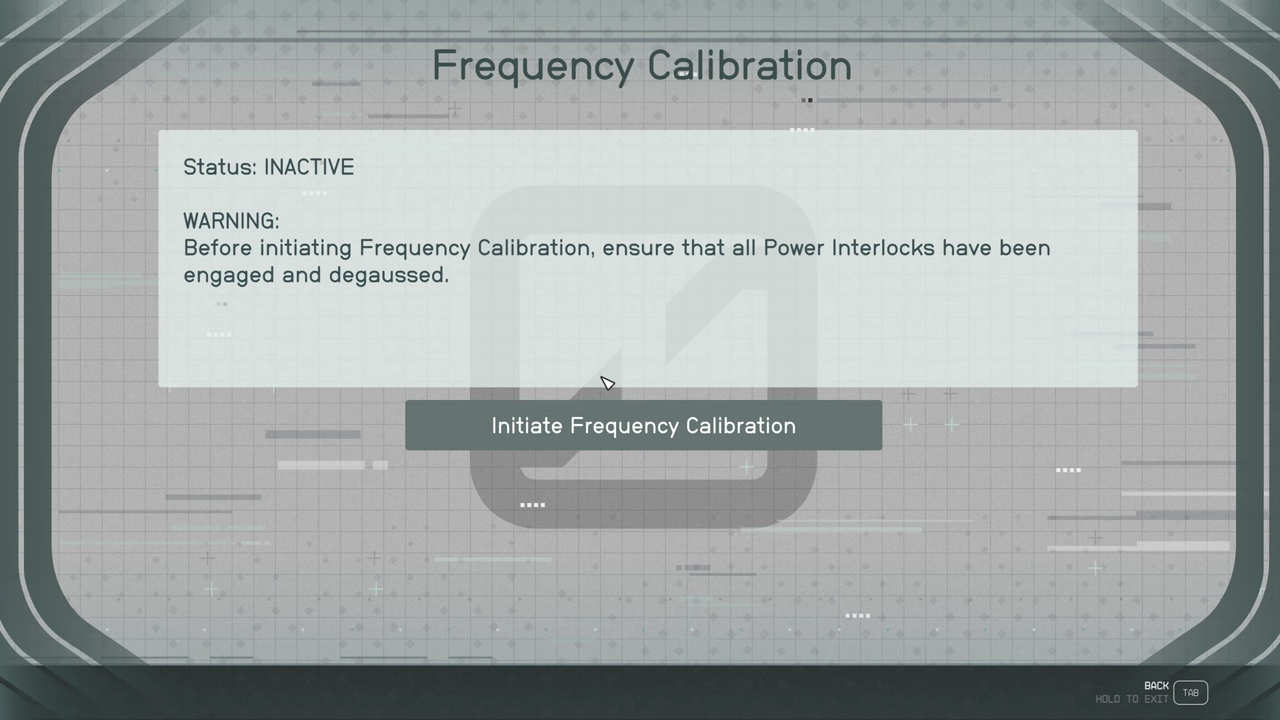 Frequency Calibration
Status: INACTIVE
WARNING:
Before initiating Frequency Calibration, ensure that all Power Interlocks have been
engaged and degaussed.
Initiate Frequency Calibration
BACK
HOLD TO EXIT
TAB